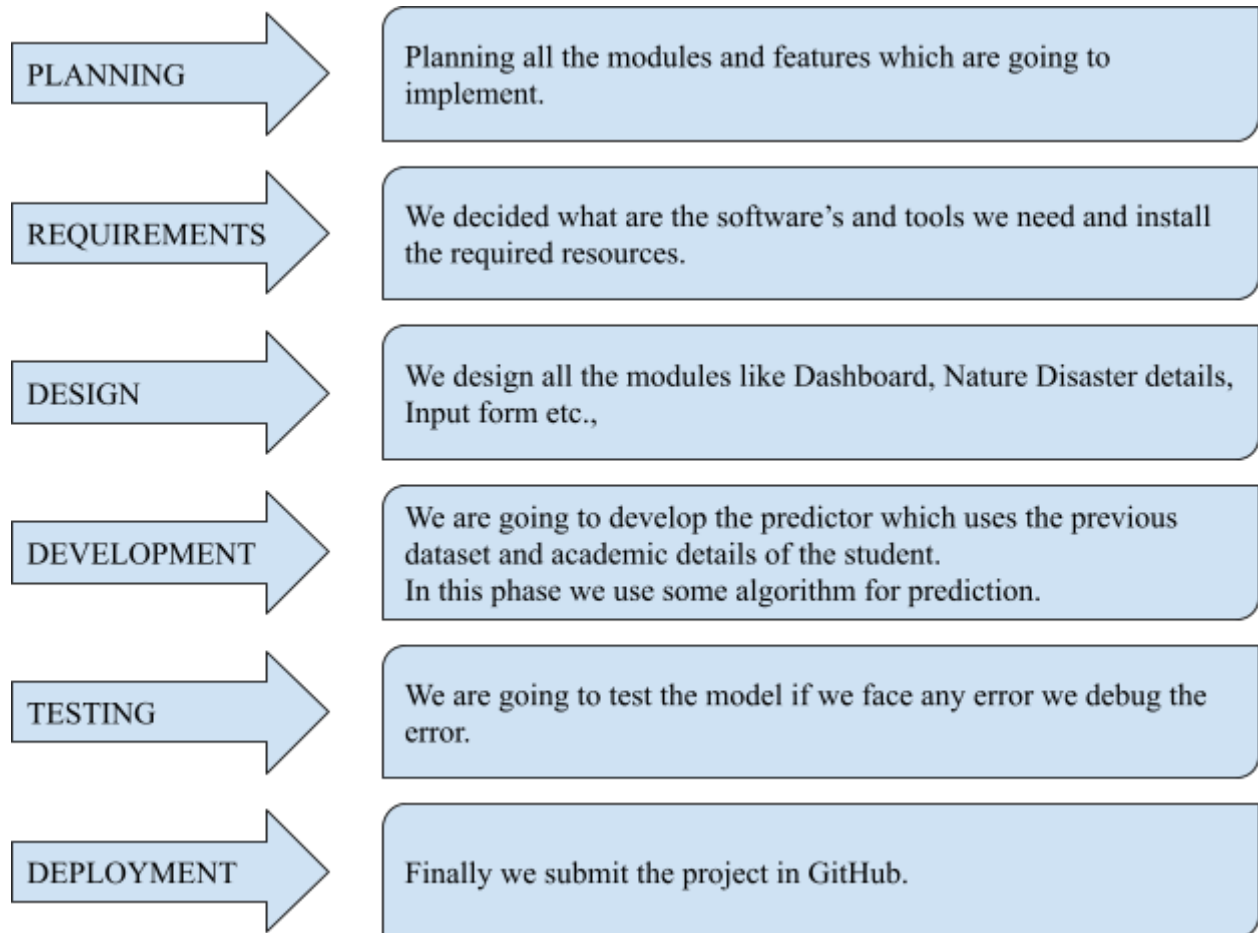 PLANNING
Planning all the modules and features which are going to
implement.
REQUIREMENTS
We decided what are the software’s and tools we need and install
the required resources.
DESIGN
We design all the modules like Dashboard, Nature Disaster details,
Input form etc.,
DEVELOPMENT
We are going to develop the predictor which uses the previous
dataset and academic details of the student.
In this phase we use some algorithm for prediction.
TESTING
We are going to test the model if we face any error we debug the
error.
DEPLOYMENT
Finally we submit the project in GitHub.